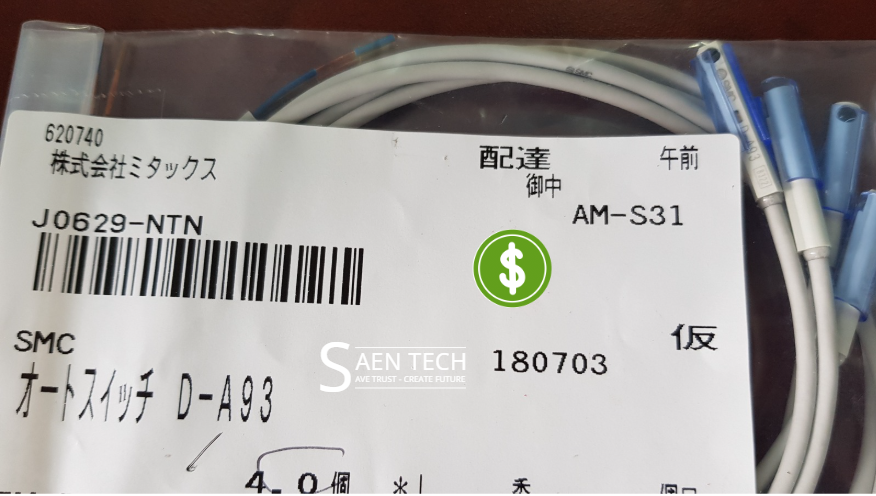 620740
株式会社ミタックス
配達
午前
御中
J0629-NTN
AM-S31
$
SMC
仮
SAEN TECH
SAVE TRUST - CREATE FUTURE
180703
オートスイッチ D-A93
4.0個